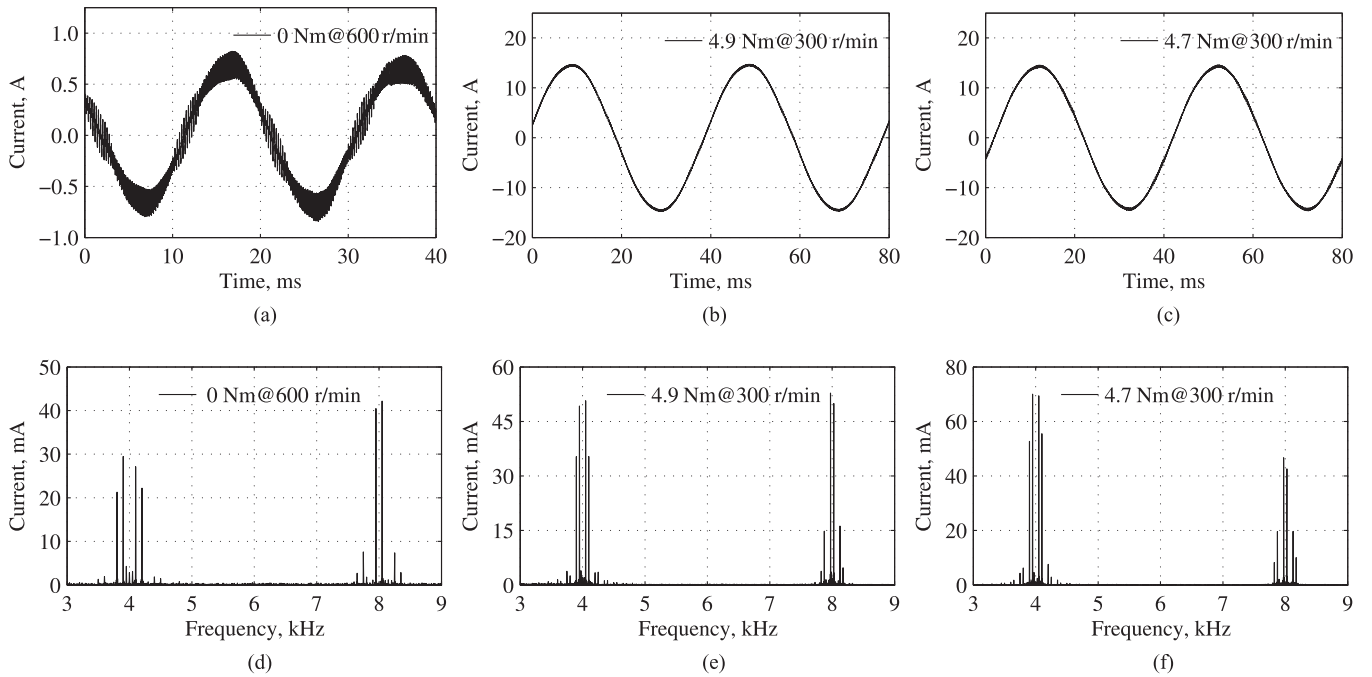 Current, A
1.0
0.5
0.0
−0.5
−1.0
0 Nm@600 r/min
0 10 20 30 40
Time, ms
(a)
Current, A
20
10
0
−10
−20
4.9 Nm@300 r/min
0 20 40 60 80
Time, ms
(b)
Current, A
20
10
0
−10
−20
4.7 Nm@300 r/min
0 20 40 60 80
Time, ms
(c)
Current, mA
50
40
30
20
10
0
0 Nm@600 r/min
3 4 5 6 7 8 9
Frequency, kHz
(d)
Current, mA
60
45
30
15
0
4.9 Nm@300 r/min
3 4 5 6 7 8 9
Frequency, kHz
(e)
Current, mA
80
60
40
20
0
4.7 Nm@300 r/min
3 4 5 6 7 8 9
Frequency, kHz
(f)